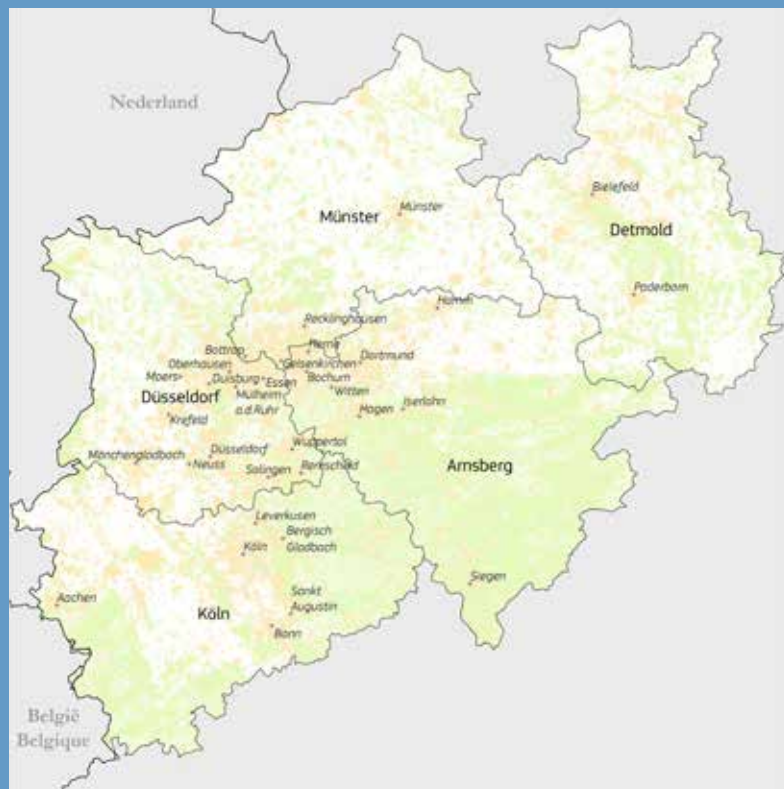 Nederland
Bielefeld
Münster
Münster
Detmold
Paderborn
Hamm
Recklinghausen
Herne
Bottrop
Dortmund
Oberhausen
Gelsenkirchen
Moers
Duisburg
Essen
Bochum
Düsseldorf
Mülheim
a.d.Ruhr
Witten
Krefeld
Hagen
Iserlohn
Wuppertal
Mönchengladbach
Düsseldorf
Neuss
Solingen
Remscheid
Arnsberg
Leverkusen
Bergisch
Gladbach
Köln
Siegen
Aachen
Sankt
Augustin
Köln
Bonn
België
Belgique